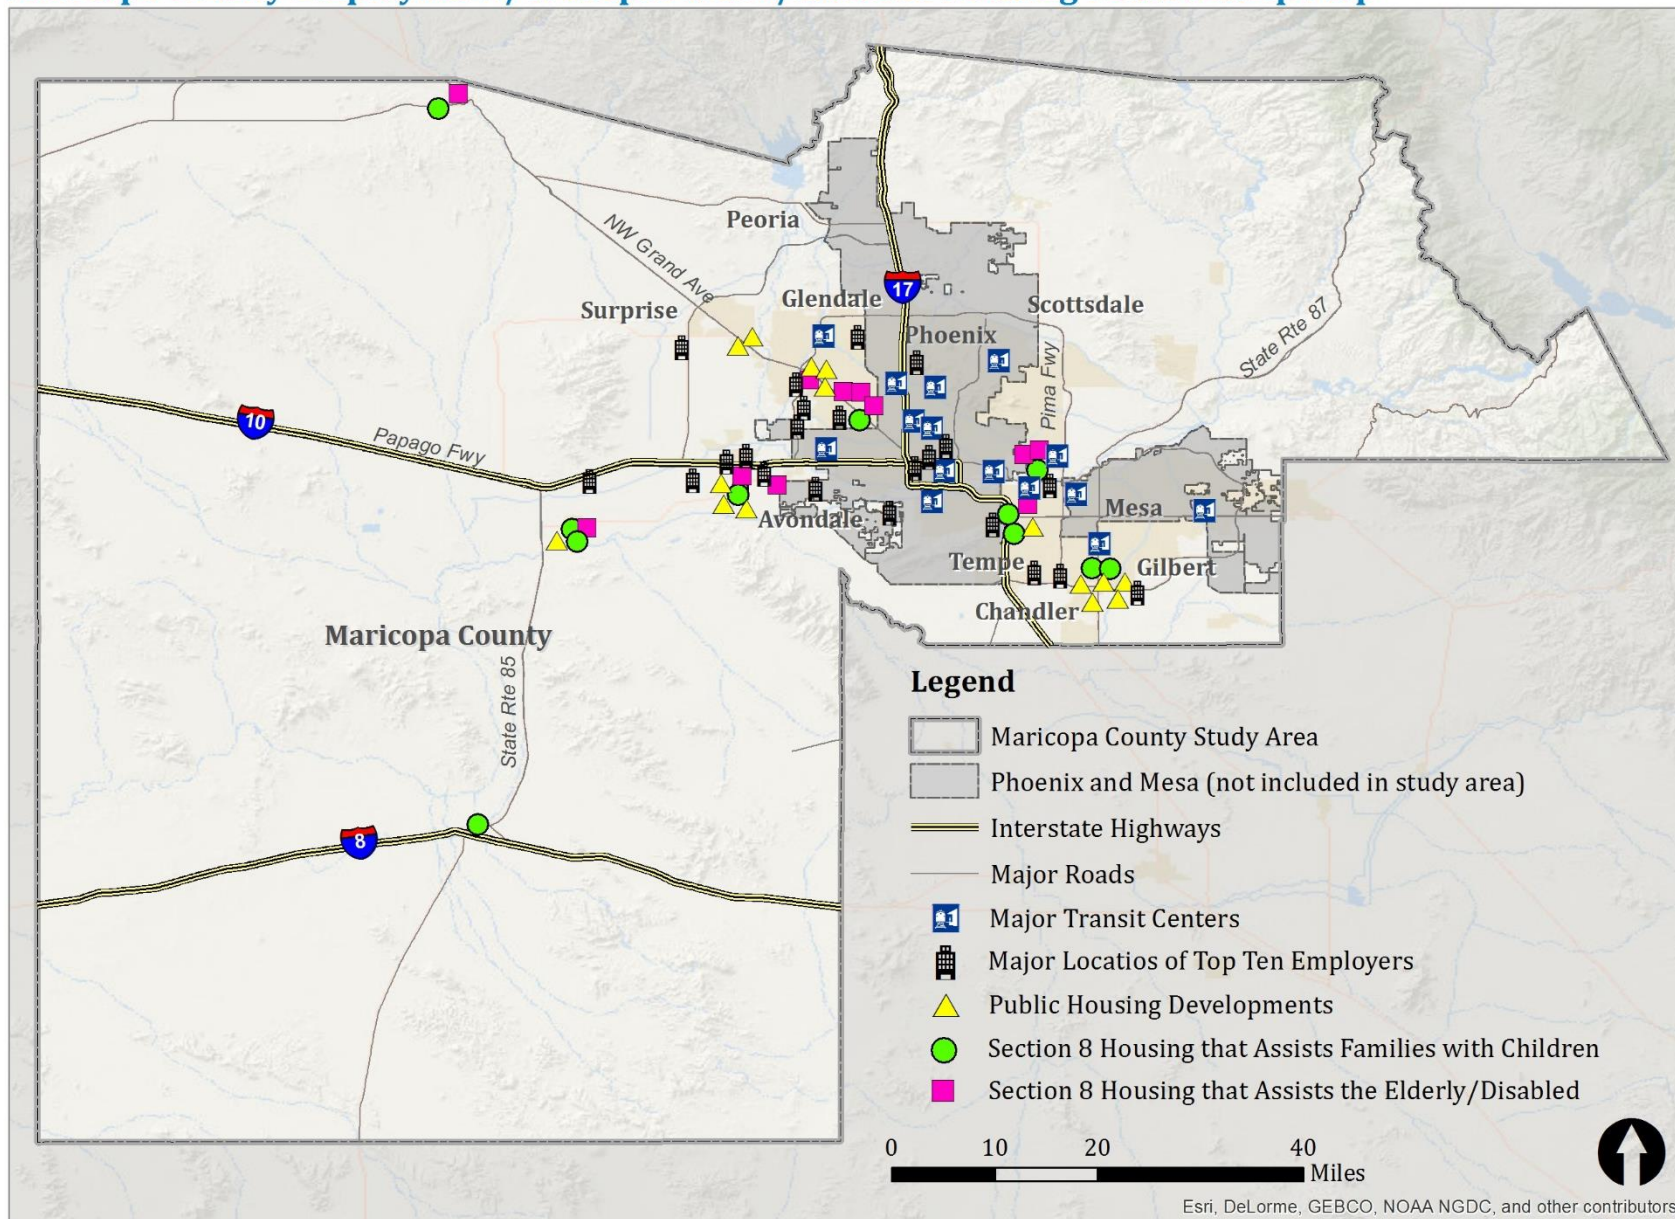 Peoria
NW Grand Ave
17
Surprise
Glendale
Scottsdale
Phoenix
State Rte 87
Pima Fwy
10
Papago Fwy
Avondale
Mesa
Tempe
Gilbert
Chandler
Maricopa County
State Rte 85
8
Legend
Maricopa County Study Area
Phoenix and Mesa (not included in study area)
Interstate Highways
Major Roads
Major Transit Centers
Major Locatios of Top Ten Employers
Public Housing Developments
Section 8 Housing that Assists Families with Children
Section 8 Housing that Assists the Elderly/Disabled
0 10 20 40
Miles
Esri, DeLorme, GEBCO, NOAA NGDC, and other contributors